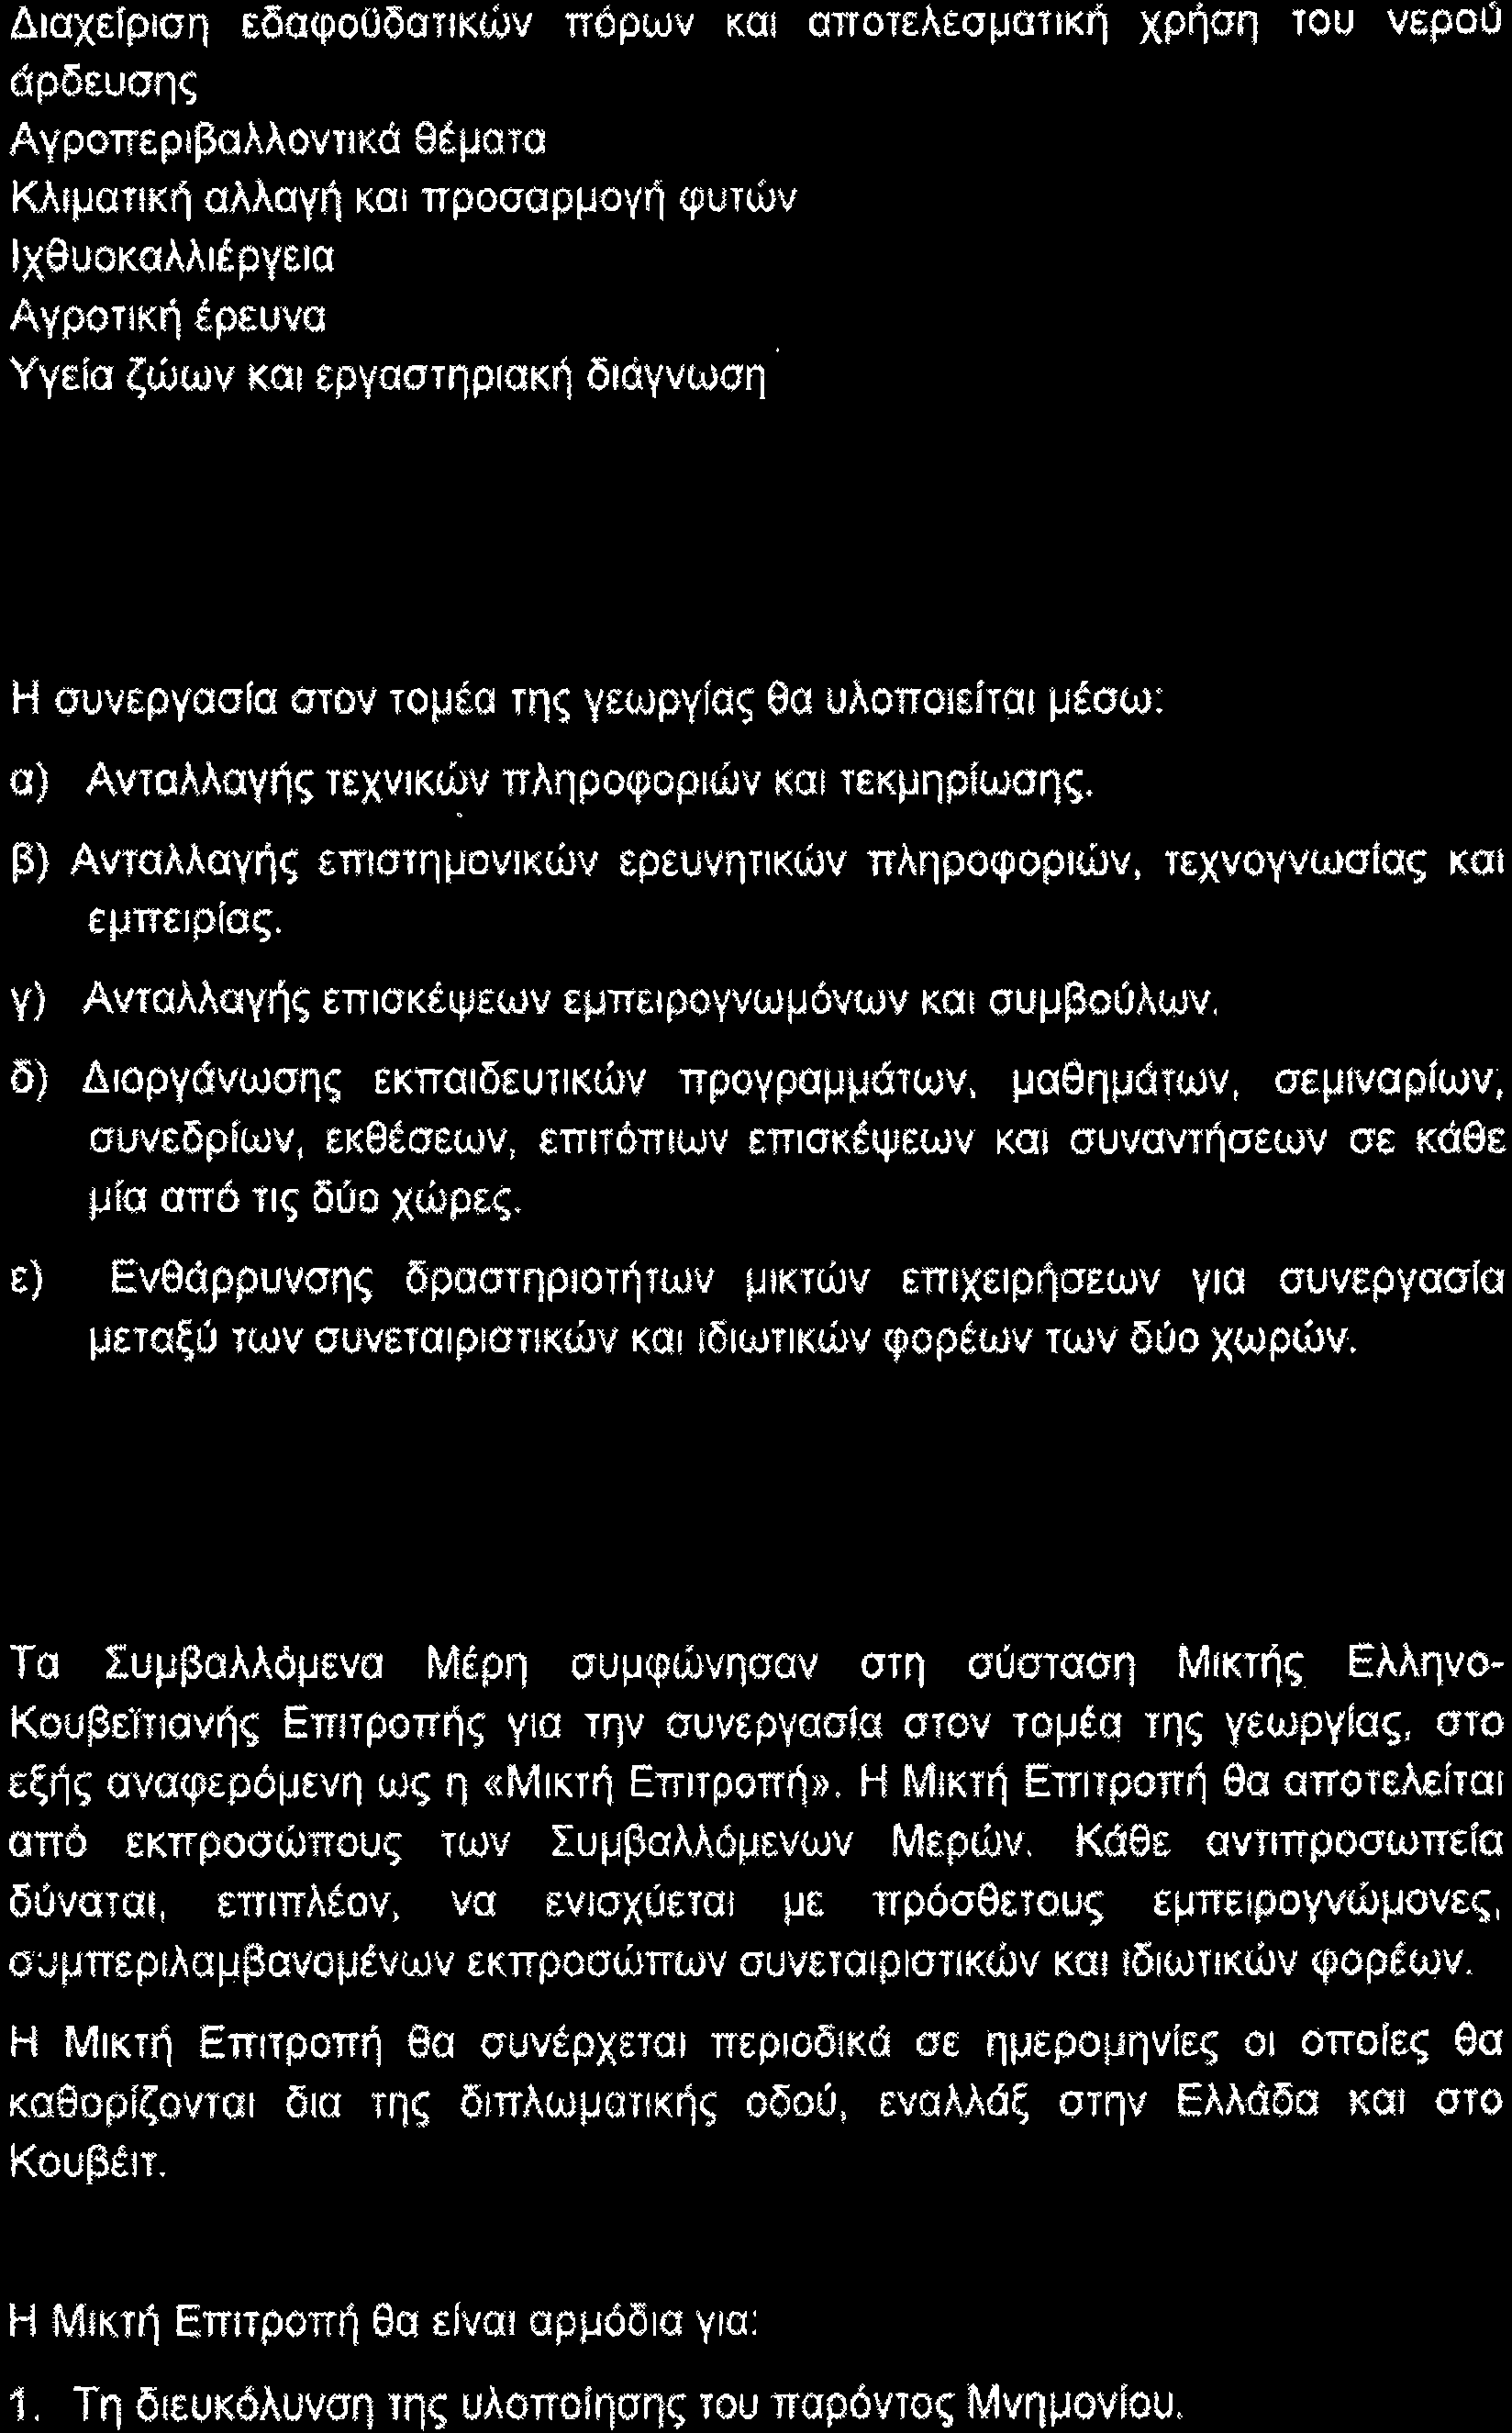 Διαχείριση εδαφοϋδατικών πόρων και αποτελεσματική χρήση του νερού
άρδευσης
Αγροπεριβαλλοντικά θέματα
Κλιματική αλλαγή και προσαρμογή φυτών
Ιχθυοκαλλιέργεια
Αγροτική έρευνα
Υγεία ζώων και εργαστηριακή διάγνωση
Η συνεργασία στον τομέα της γεωργίας θα υλοποιείται μέσω:
α) Ανταλλαγής τεχνικών πληροφοριών και τεκμηρίωσης.
β) Ανταλλαγής επιστημονικών ερευνητικών πληροφοριών, τεχνογνωσίας και
εμπειρίας.
γ) Ανταλλαγής επισκέψεων εμπειρογνωμόνων και συμβούλων.
δ) Διοργάνωσης εκπαιδευτικών προγραμμάτων, μαθημάτων, σεμιναρίων,
συνεδρίων, εκθέσεων, επιτόπιων επισκέψεων και συναντήσεων σε κάθε
μία από τις δύο χώρες.
ε) Ενθάρρυνσης δραστηριοτήτων μικτών επιχειρήσεων για συνεργασία
μεταξύ των συνεταιριστικών και ιδιωτικών φορέων των δύο χωρών.
Τα Συμβαλλόμενα Μέρη συμφώνησαν στη σύσταση Μικτής Ελληνο-
Κουβεϊτιανής Επιτροπής για την συνεργασία στον τομέα της γεωργίας, στο
εξής αναφερόμενη ως η «Μικτή Επιτροπή». Η Μικτή Επιτροπή θα αποτελείται
από εκπροσώπους των Συμβαλλόμενων Μερών. Κάθε αντιπροσωπεία
δύναται, επιπλέον, να ενισχύεται με πρόσθετους εμπειρογνώμονες,
συμπεριλαμβανομένων εκπροσώπων συνεταιριστικών και ιδιωτικών φορέων.
Η Μικτή Επιτροπή θα συνέρχεται περιοδικά σε ημερομηνίες οι οποίες θα
καθορίζονται δια της διπλωματικής οδού, εναλλάξ στην Ελλάδα και στο
Κουβέιτ.
Η Μικτή Επιτροπή θα είναι αρμόδια για:
1. Τη διευκόλυνση της υλοποίησης του παρόντος Μνημονίου.